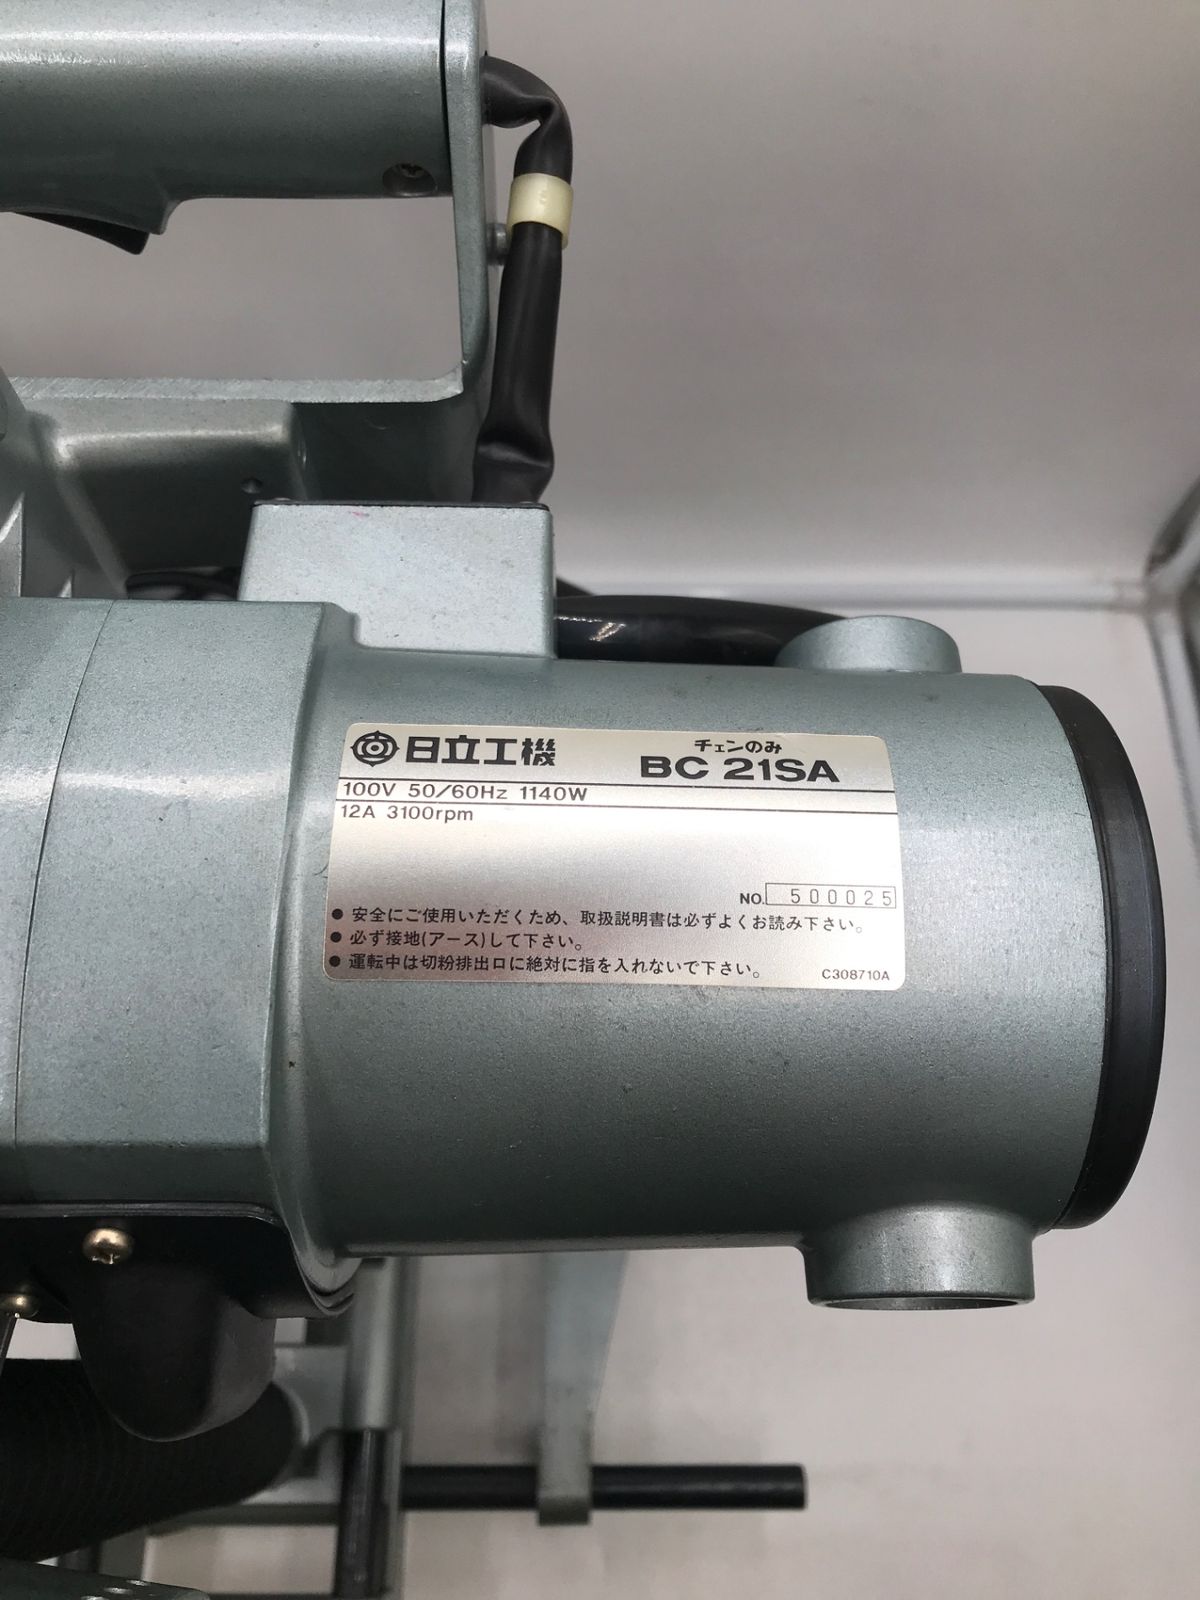 日立工機
チェンのみ
BC 21SA
100V 50/60Hz 1140W
12A 3100rpm
NO. 500025
● 安全にご使用いただくため、取扱説明書は必ずよくお読み下さい。
● 必ず接地(アース)して下さい。
● 運転中は切粉排出口に絶対に指を入れないで下さい。
C308710A